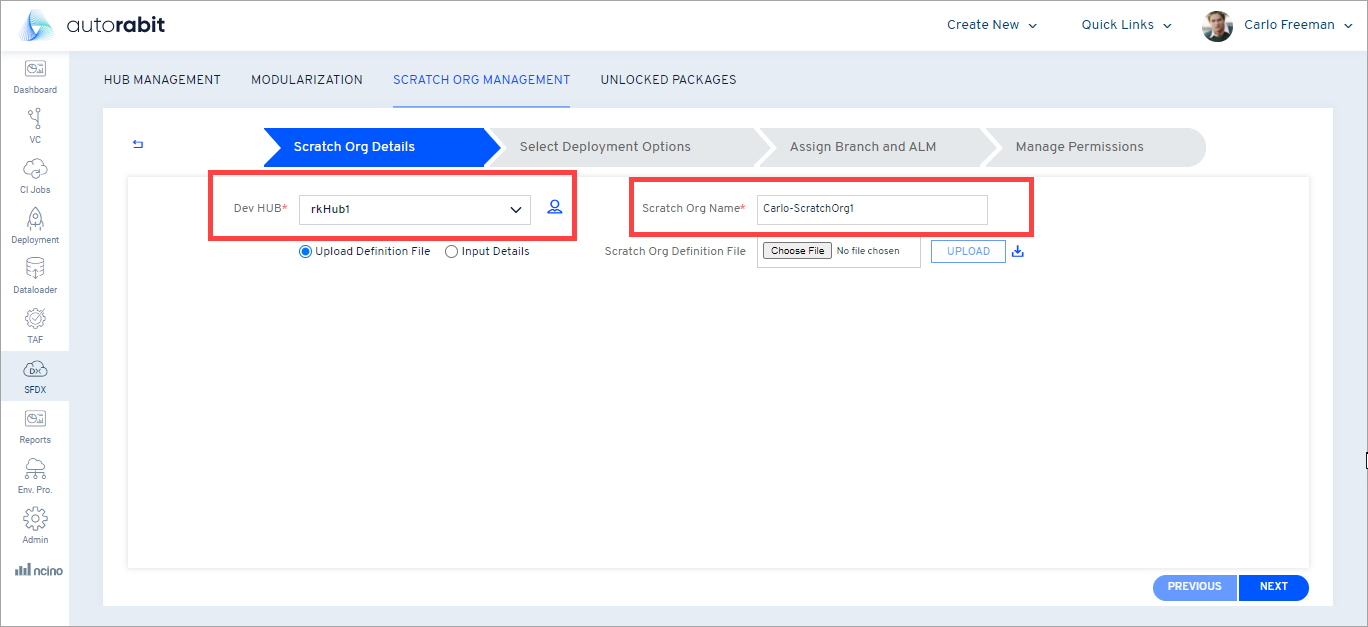 autorabit
Create New
Quick Links
Carlo Freeman
Dashboard
VC
CI Jobs
Deployment
Dataloader
TAF
DX
SFDX
Reports
Env. Pro.
Admin
ncino
HUB MANAGEMENT
MODULARIZATION
SCRATCH ORG MANAGEMENT
UNLOCKED PACKAGES
Scratch Org Details
Select Deployment Options
Assign Branch and ALM
Manage Permissions
Dev HUB*
rkHub1
Scratch Org Name*
Carlo-ScratchOrg1
Upload Definition File
Input Details
Scratch Org Definition File
Choose File
No file chosen
UPLOAD
PREVIOUS
NEXT